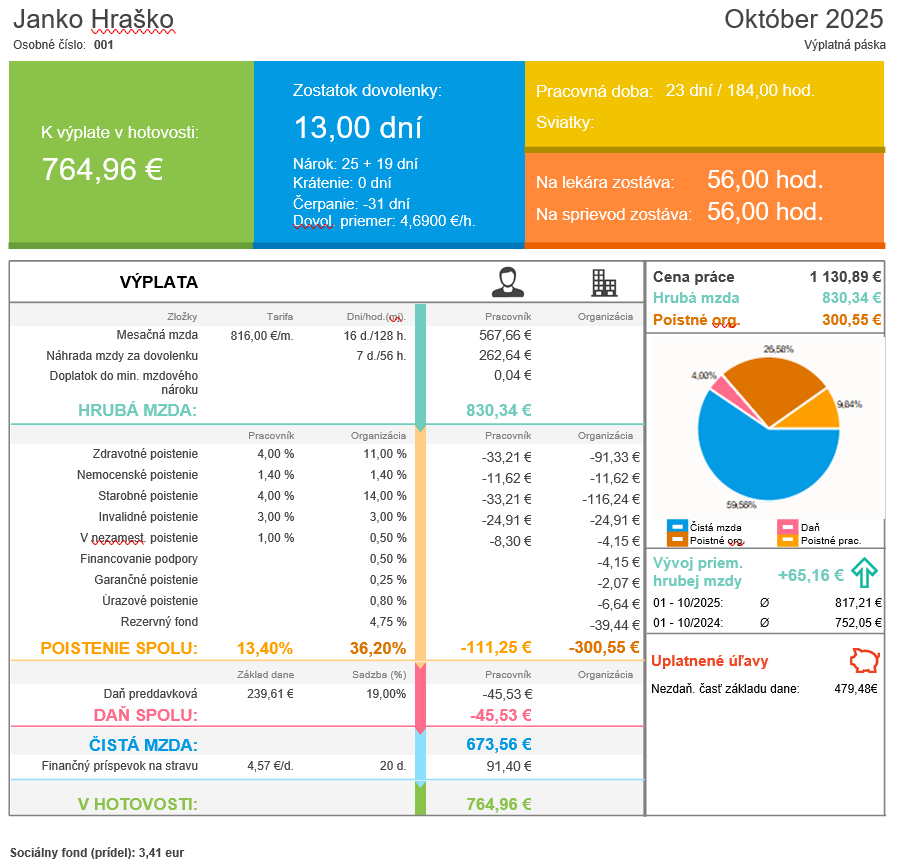 Janko Hraško
Október 2025
Osobné číslo: 001
Výplatná páska
K výplate v hotovosti:
764,96 €
Zostatok dovolenky:
13,00 dní
Nárok: 25 + 19 dní
Krátenie: 0 dní
Čerpanie: -31 dní
Dovol. priemer: 4,6900 €/h.
Pracovná doba: 23 dní / 184,00 hod.
Sviatky:
Na lekára zostáva: 56,00 hod.
Na sprievod zostáva: 56,00 hod.
VÝPLATA
Zložky Tarifa Dni/hod.(cpj). Pracovník Organizácia
Mesačná mzda 816,00 €/m. 16 d./128 h. 567,66 €
Náhrada mzdy za dovolenku 7 d./56 h. 262,64 €
Doplatok do min. mzdového
nároku
0,04 €
HRUBÁ MZDA: 830,34 €
Pracovník Organizácia Pracovník Organizácia
Zdravotné poistenie 4,00 % 11,00 % -33,21 € -91,33 €
Nemocenské poistenie 1,40 % 1,40 % -11,62 € -11,62 €
Starobné poistenie 4,00 % 14,00 % -33,21 € -116,24 €
Invalidné poistenie 3,00 % 3,00 % -24,91 € -24,91 €
V nezamest. poistenie 1,00 % 0,50 % -8,30 € -4,15 €
Financovanie podpory 0,50 % -4,15 €
Garančné poistenie 0,25 % -2,07 €
Úrazové poistenie 0,80 % -6,64 €
Rezervný fond 4,75 % -39,44 €
POISTENIE SPOLU: 13,40% 36,20% -111,25 € -300,55 €
Základ dane Sadzba (%) Pracovník Organizácia
Daň preddavková 239,61 € 19,00% -45,53 €
DAŇ SPOLU: -45,53 €
ČISTÁ MZDA: 673,56 €
Finančný príspevok na stravu 4,57 €/d. 20 d. 91,40 €
V HOTOVOSTI: 764,96 €
Cena práce 1 130,89 €
Hrubá mzda 830,34 €
Poistné org. 300,55 €
26,58%
4,03%
9,84%
59,56%
Čistá mzda Daň
Poistné org. Poistné prac.
Vývoj priem.
hrubej mzdy
+65,16 €
01 - 10/2025: Ø 817,21 €
01 - 10/2024: Ø 752,05 €
Uplatnené úľavy
Nezdaň. časť základu dane: 479,48€
Sociálny fond (prídel): 3,41 eur